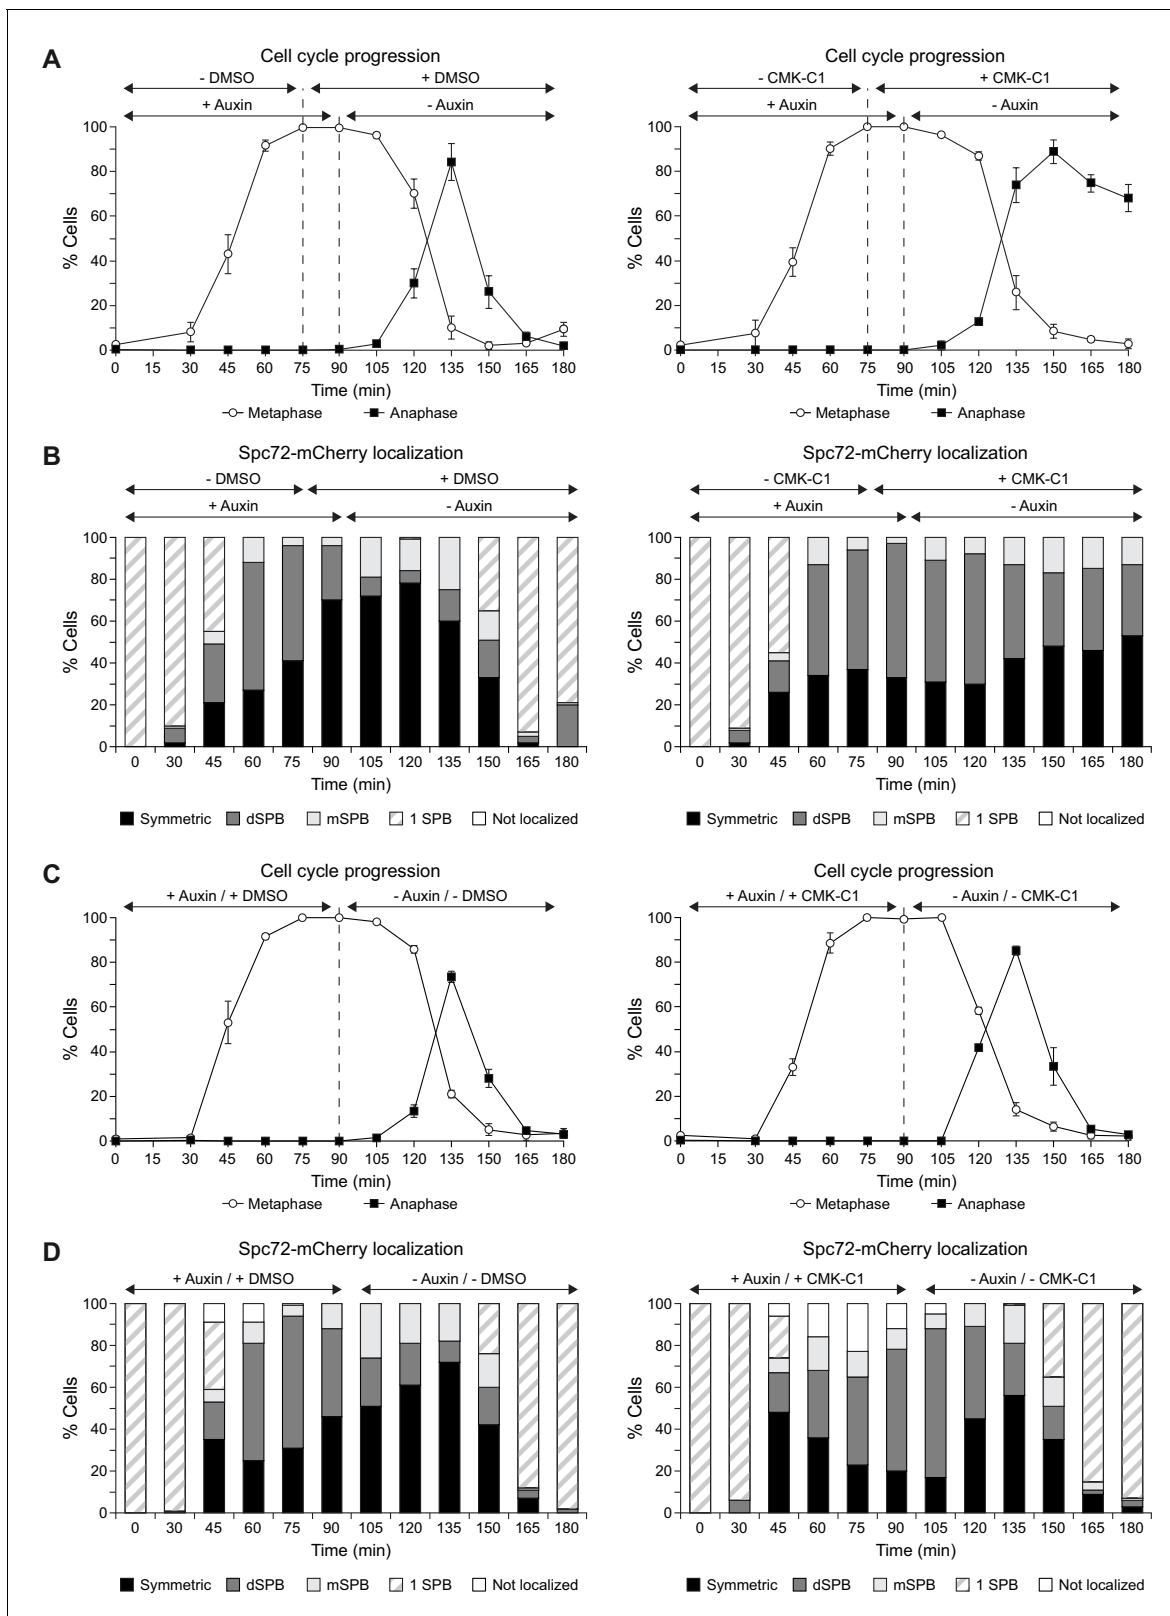 A
Cell cycle progression
Cell cycle progression
- DMSO
+ DMSO
- CMK-C1
+ CMK-C1
+ Auxin
- Auxin
+ Auxin
- Auxin
100
80
60
40
20
0
% Cells
0 15 30 45 60 75 90 105 120 135 150 165 180
Time (min)
Metaphase
Anaphase
100
80
60
40
20
0
% Cells
0 15 30 45 60 75 90 105 120 135 150 165 180
Time (min)
Metaphase
Anaphase
B
Spc72-mCherry localization
Spc72-mCherry localization
- DMSO
+ DMSO
- CMK-C1
+ CMK-C1
+ Auxin
- Auxin
+ Auxin
- Auxin
100
80
60
40
20
0
% Cells
0 30 45 60 75 90 105 120 135 150 165 180
Time (min)
Symmetric dSPB mSPB 1 SPB Not localized
100
80
60
40
20
0
% Cells
0 30 45 60 75 90 105 120 135 150 165 180
Time (min)
Symmetric dSPB mSPB 1 SPB Not localized
C
Cell cycle progression
Cell cycle progression
+ Auxin / + DMSO
- Auxin / - DMSO
+ Auxin / + CMK-C1
- Auxin / - CMK-C1
100
80
60
40
20
0
% Cells
0 15 30 45 60 75 90 105 120 135 150 165 180
Time (min)
Metaphase
Anaphase
100
80
60
40
20
0
% Cells
0 15 30 45 60 75 90 105 120 135 150 165 180
Time (min)
Metaphase
Anaphase
D
Spc72-mCherry localization
Spc72-mCherry localization
+ Auxin / + DMSO
- Auxin / - DMSO
+ Auxin / + CMK-C1
- Auxin / - CMK-C1
100
80
60
40
20
0
% Cells
0 30 45 60 75 90 105 120 135 150 165 180
Time (min)
Symmetric dSPB mSPB 1 SPB Not localized
100
80
60
40
20
0
% Cells
0 30 45 60 75 90 105 120 135 150 165 180
Time (min)
Symmetric dSPB mSPB 1 SPB Not localized